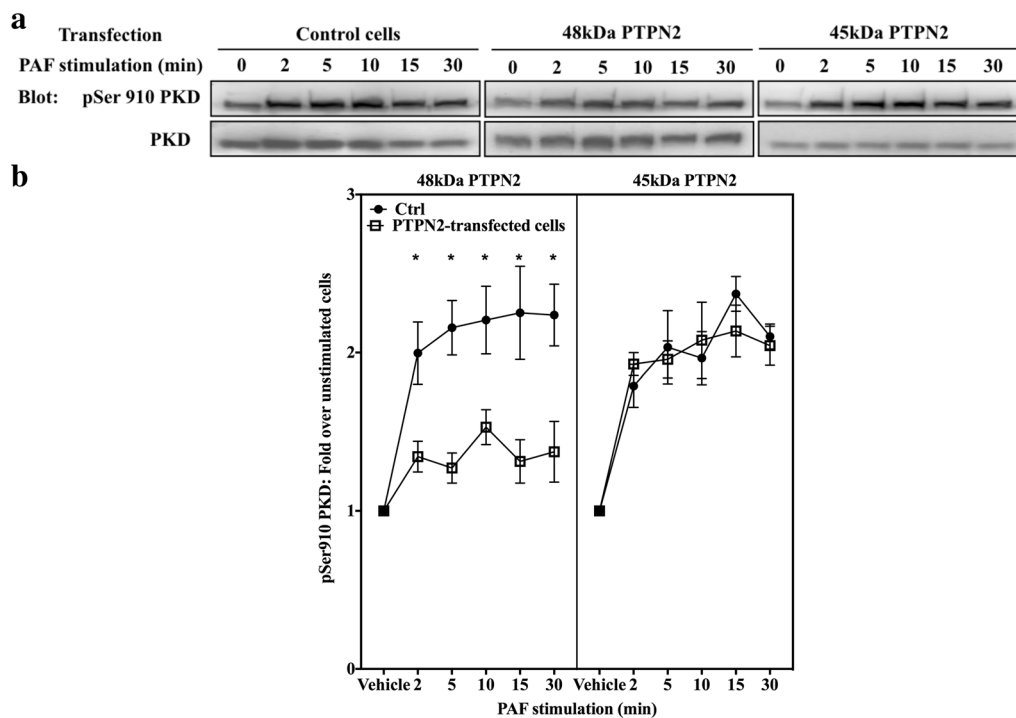 a
Transfection Control cells 48kDa PTPN2 45kDa PTPN2
PAF stimulation (min) 0 2 5 10 15 30 0 2 5 10 15 30 0 2 5 10 15 30
Blot: pSer 910 PKD
PKD
b
48kDa PTPN2 45kDa PTPN2
Ctrl
PTPN2-transfected cells
* * * * *
pSer910 PKD: Fold over unstimulated cells
3
2
1
0
Vehicle 2 5 10 15 30 Vehicle 2 5 10 15 30
PAF stimulation (min)